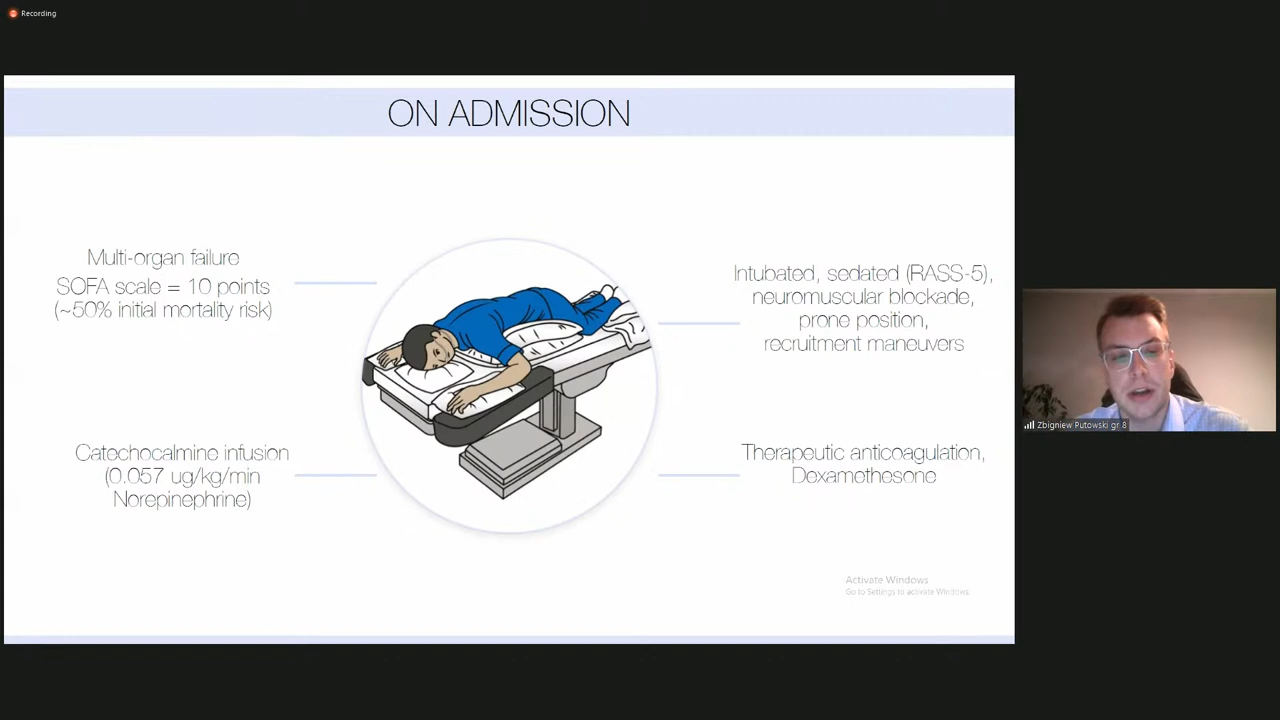 Recording
ON ADMISSION
Multi-organ failure
SOFA scale = 10 points
(~50% initial mortality risk)
Intubated, sedated (RASS-5),
neuromuscular blockade,
prone position,
recruitment maneuvers
Catechocalmine infusion
(0.057 ug/kg/min
Norepinephrine)
Therapeutic anticoagulation,
Dexamethesone
Activate Windows
Go to Settings to activate Windows.
Zbigniew Putowski gr 8